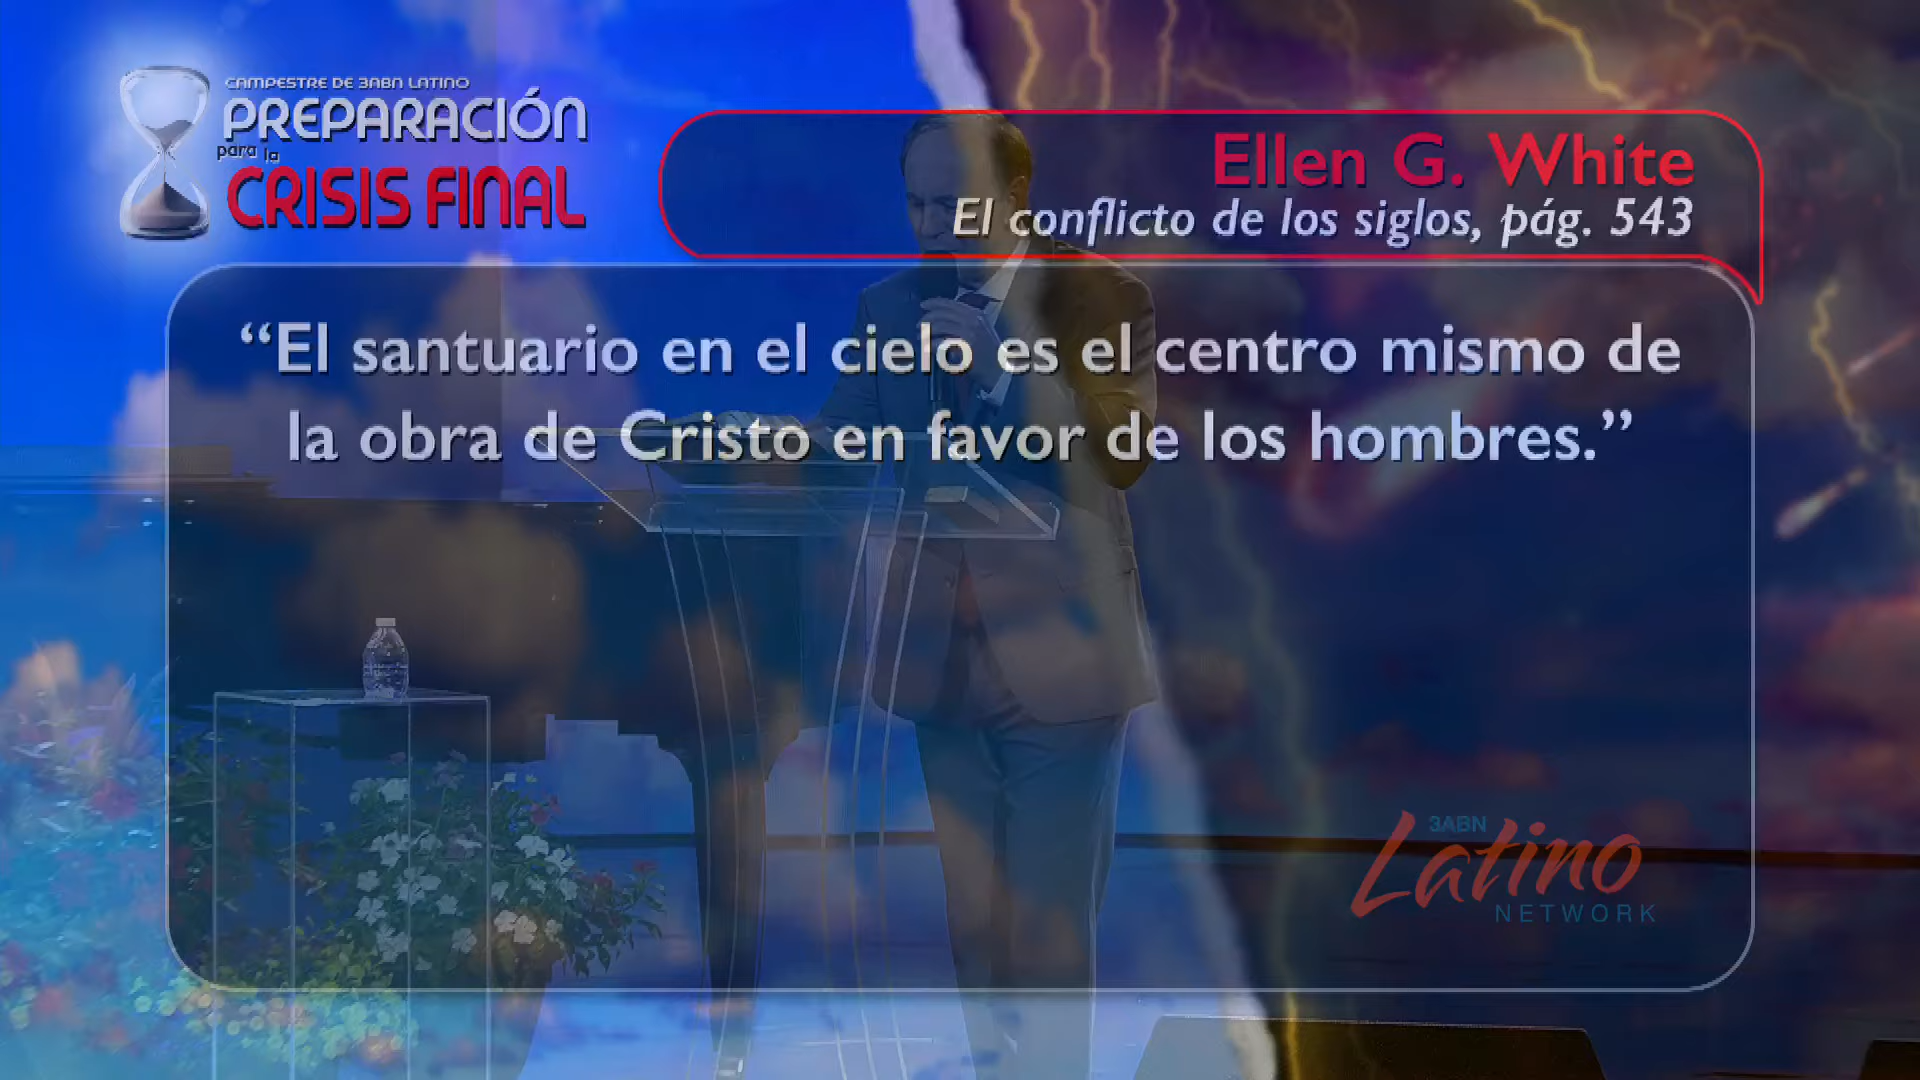 CAMPESTRE DE 3ABN LATINO
PREPARACIÓN
para la
CRISIS FINAL
Ellen G. White
El conflicto de los siglos, pág. 543
“El santuario en el cielo es el centro mismo de
la obra de Cristo en favor de los hombres.”
3ABN
Latino
NETWORK